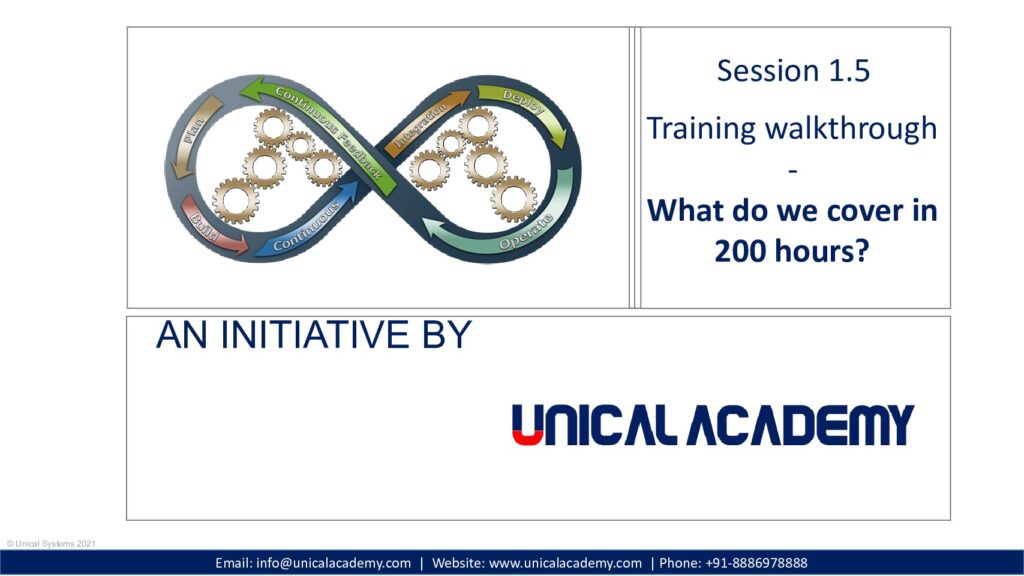 Plan
Build
Continuous
Integration
Deploy
Operate
Continuous Feedback
Session 1.5
Training walkthrough
-
What do we cover in
200 hours?
AN INITIATIVE BY
UNICAL ACADEMY
© Unical Systems 2021
Email: info@unicalacademy.com | Website: www.unicalacademy.com | Phone: +91-8886978888